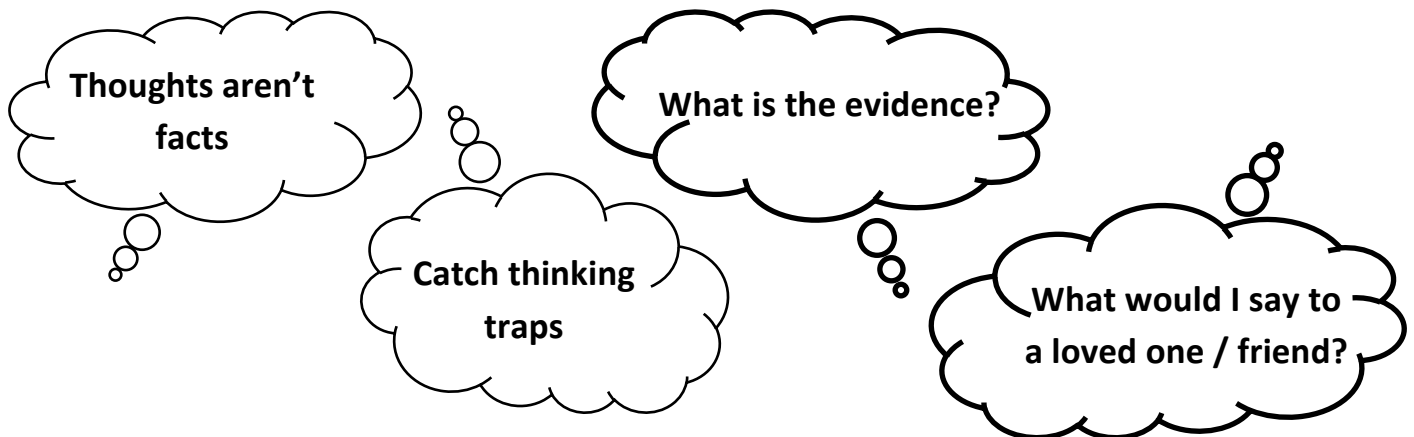 Thoughts aren’t
facts
Catch thinking
traps
What is the evidence?
What would I say to
a loved one / friend?